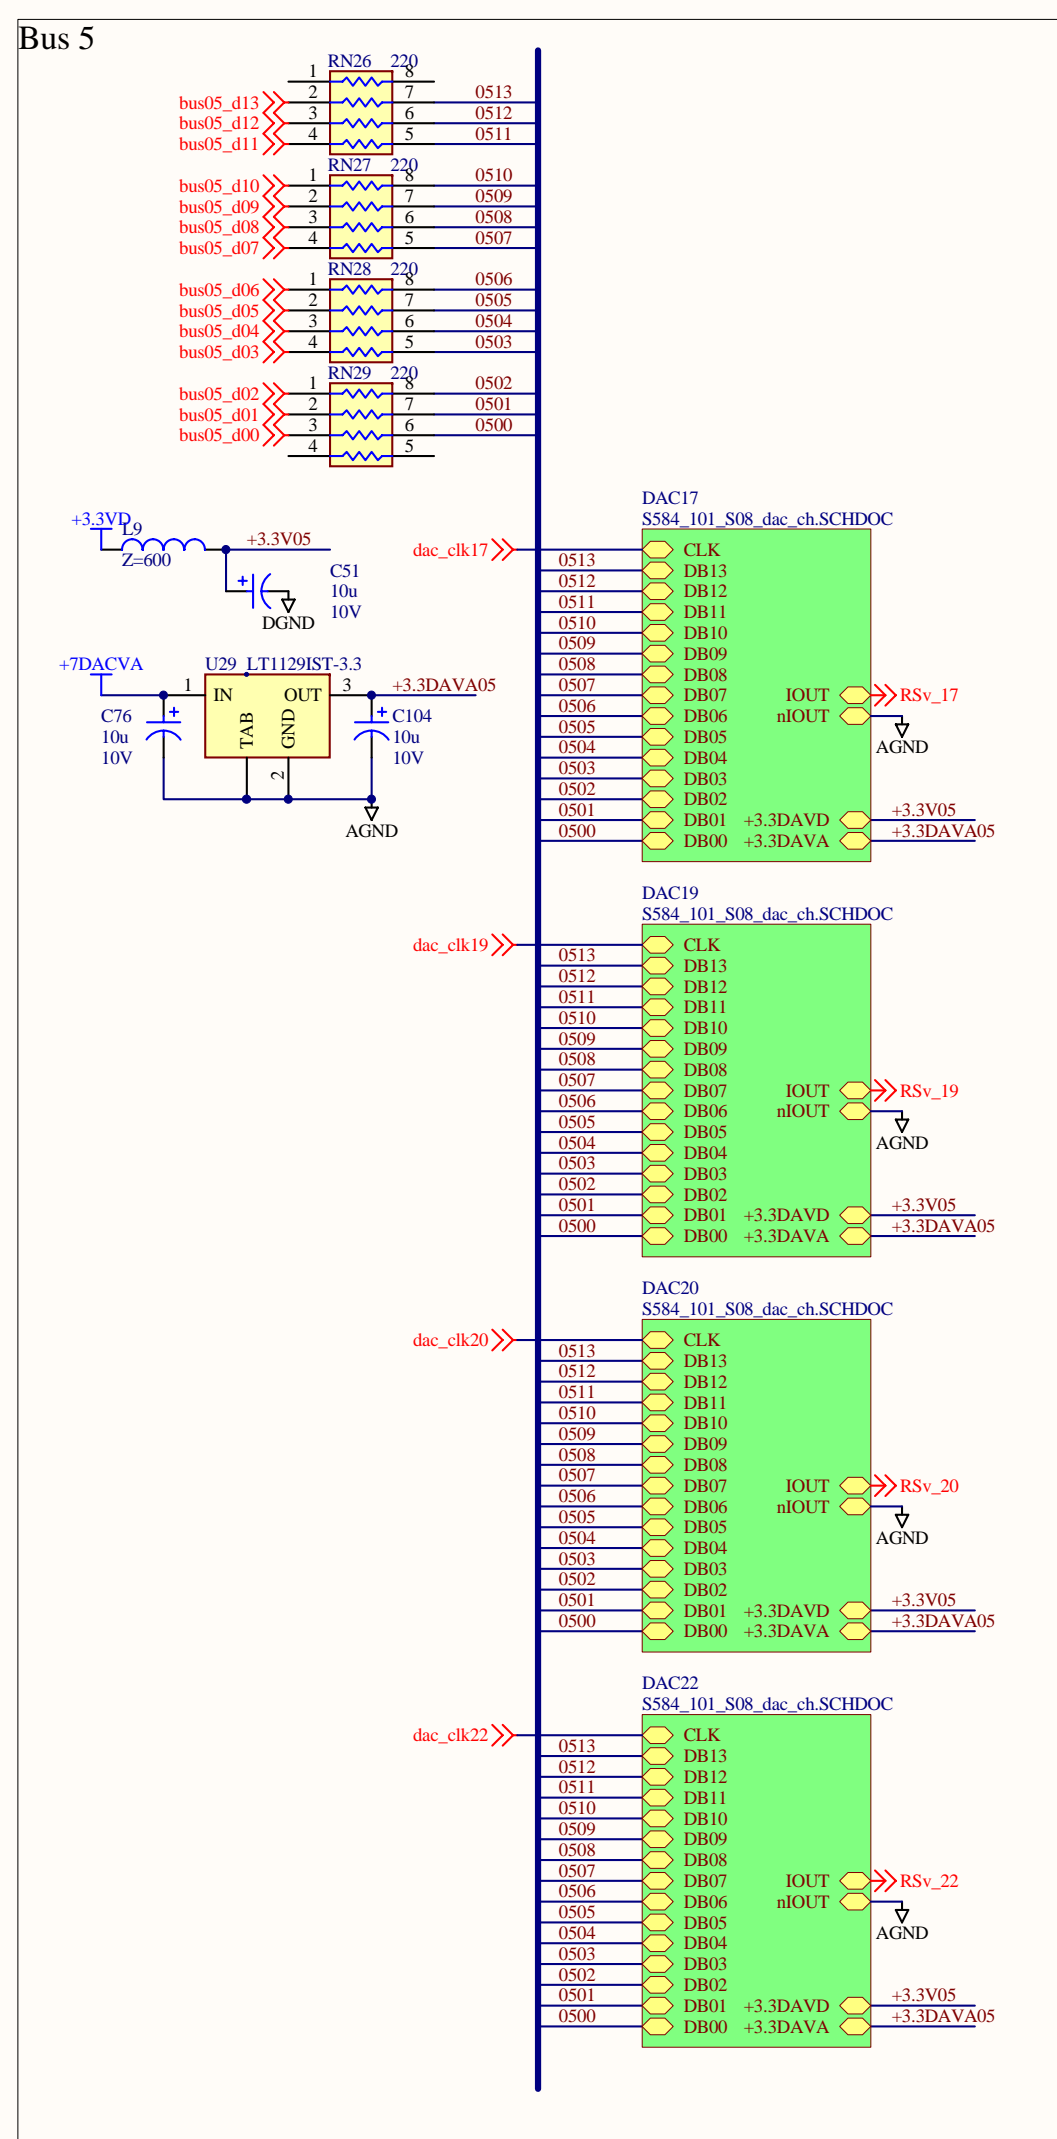 Bus 5
RN26 220
1 8
bus05_d13 2 7 0513
bus05_d12 3 6 0512
bus05_d11 4 5 0511
RN27 220
bus05_d10 1 8 0510
bus05_d09 2 7 0509
bus05_d08 3 6 0508
bus05_d07 4 5 0507
RN28 220
bus05_d06 1 8 0506
bus05_d05 2 7 0505
bus05_d04 3 6 0504
bus05_d03 4 5 0503
RN29 220
bus05_d02 1 8 0502
bus05_d01 2 7 0501
bus05_d00 3 6 0500
4 5
+3.3VD
L9
Z=600
+3.3V05
+
C51
10u
10V
DGND
+7DACVA
U29 LT1129IST-3.3
1 IN OUT 3 +3.3DAVA05
TAB GND
2
+
C76
10u
10V
+
C104
10u
10V
AGND
DAC17
S584_101_S08_dac_ch.SCHDOC
dac_clk17 CLK
0513 DB13
0512 DB12
0511 DB11
0510 DB10
0509 DB09
0508 DB08
0507 DB07 IOUT RSv_17
0506 DB06 nIOUT
0505 DB05 AGND
0504 DB04
0503 DB03
0502 DB02
0501 DB01 +3.3DAVD +3.3V05
0500 DB00 +3.3DAVA +3.3DAVA05
DAC19
S584_101_S08_dac_ch.SCHDOC
dac_clk19 CLK
0513 DB13
0512 DB12
0511 DB11
0510 DB10
0509 DB09
0508 DB08
0507 DB07 IOUT RSv_19
0506 DB06 nIOUT
0505 DB05 AGND
0504 DB04
0503 DB03
0502 DB02
0501 DB01 +3.3DAVD +3.3V05
0500 DB00 +3.3DAVA +3.3DAVA05
DAC20
S584_101_S08_dac_ch.SCHDOC
dac_clk20 CLK
0513 DB13
0512 DB12
0511 DB11
0510 DB10
0509 DB09
0508 DB08
0507 DB07 IOUT RSv_20
0506 DB06 nIOUT
0505 DB05 AGND
0504 DB04
0503 DB03
0502 DB02
0501 DB01 +3.3DAVD +3.3V05
0500 DB00 +3.3DAVA +3.3DAVA05
DAC22
S584_101_S08_dac_ch.SCHDOC
dac_clk22 CLK
0513 DB13
0512 DB12
0511 DB11
0510 DB10
0509 DB09
0508 DB08
0507 DB07 IOUT RSv_22
0506 DB06 nIOUT
0505 DB05 AGND
0504 DB04
0503 DB03
0502 DB02
0501 DB01 +3.3DAVD +3.3V05
0500 DB00 +3.3DAVA +3.3DAVA05